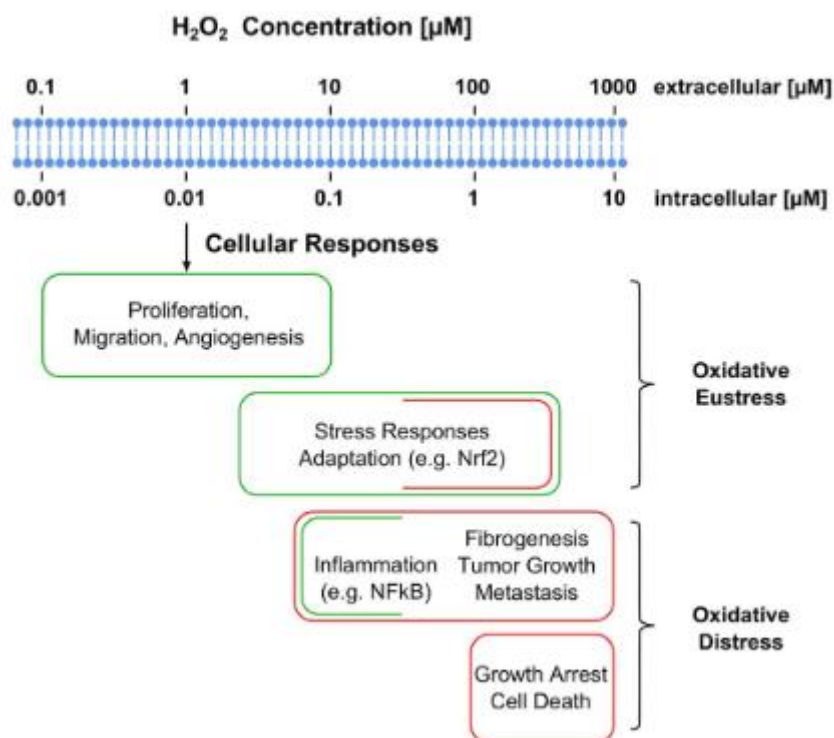 H₂O₂ Concentration [µM]
0.1 1 10 100 1000 extracellular [µM]
0.001 0.01 0.1 1 10 intracellular [µM]
Cellular Responses
Proliferation,
Migration, Angiogenesis
Oxidative
Eustress
Stress Responses
Adaptation (e.g. Nrf2)
Inflammation
(e.g. NFkB)
Fibrogenesis
Tumor Growth
Metastasis
Oxidative
Distress
Growth Arrest
Cell Death